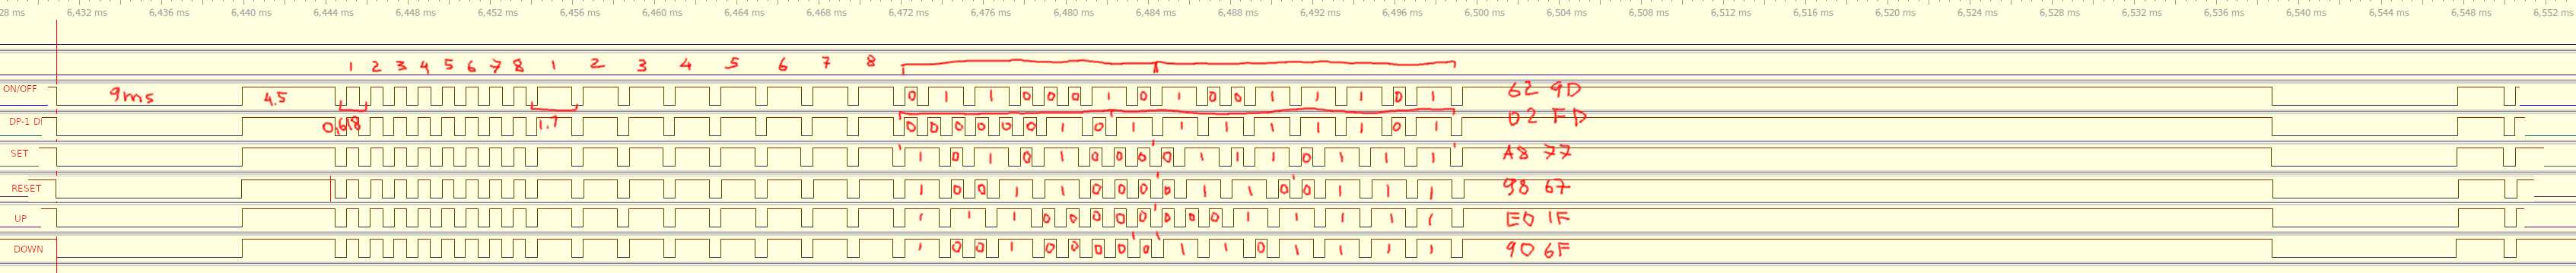 28 ms 6,432 ms 6,436 ms 6,440 ms 6,444 ms 6,448 ms 6,452 ms 6,456 ms 6,460 ms 6,464 ms 6,468 ms 6,472 ms 6,476 ms 6,480 ms 6,484 ms 6,488 ms 6,492 ms 6,496 ms 6,500 ms 6,504 ms 6,508 ms 6,512 ms 6,516 ms 6,520 ms 6,524 ms 6,528 ms 6,532 ms 6,536 ms 6,540 ms 6,544 ms 6,548 ms 6,552 ms
1 2 3 4 5 6 7 8 1 2 3 4 5 6 7 8
ON/OFF 9ms 4.5 0 1 1 0 0 0 1 0 1 0 0 1 1 1 0 1 62 9D
DP-1 D 0,618 1.7 0 0 0 0 0 0 1 0 1 1 1 1 1 1 0 1 02 FD
SET 1 0 1 0 1 0 0 0 0 1 1 1 0 1 1 1 A8 77
RESET 1 0 0 1 1 0 0 0 0 1 1 0 0 1 1 1 98 67
UP 1 1 1 0 0 0 0 0 0 0 0 1 1 1 1 1 E0 1F
DOWN 1 0 0 1 0 0 0 0 0 1 1 0 1 1 1 1 90 6F